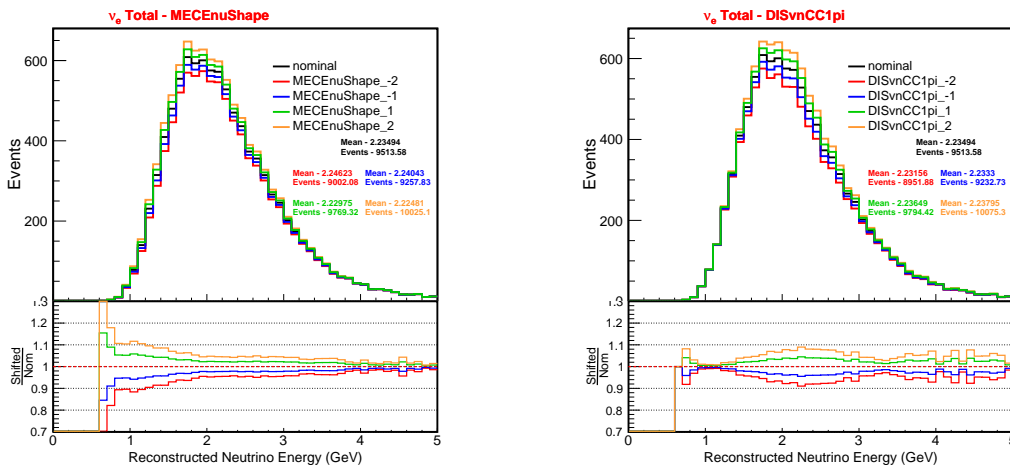 νe Total - MECEnuShape
600
400
200
Events
nominal
MECEnuShape_-2
MECEnuShape_-1
MECEnuShape_1
MECEnuShape_2
Mean - 2.23494
Events - 9513.58
Mean - 2.24623 Mean - 2.24043
Events - 9002.08 Events - 9257.83
Mean - 2.22975 Mean - 2.22481
Events - 9769.32 Events - 10025.1
1.3
1.2
1.1
1
0.9
0.8
0.7
Shifted
Nom
0 1 2 3 4 5
Reconstructed Neutrino Energy (GeV)
νe Total - DISvnCC1pi
600
400
200
Events
nominal
DISvnCC1pi_-2
DISvnCC1pi_-1
DISvnCC1pi_1
DISvnCC1pi_2
Mean - 2.23494
Events - 9513.58
Mean - 2.23156 Mean - 2.2333
Events - 8951.88 Events - 9232.73
Mean - 2.23649 Mean - 2.23795
Events - 9794.42 Events - 10075.3
1.3
1.2
1.1
1
0.9
0.8
0.7
Shifted
Nom
0 1 2 3 4 5
Reconstructed Neutrino Energy (GeV)